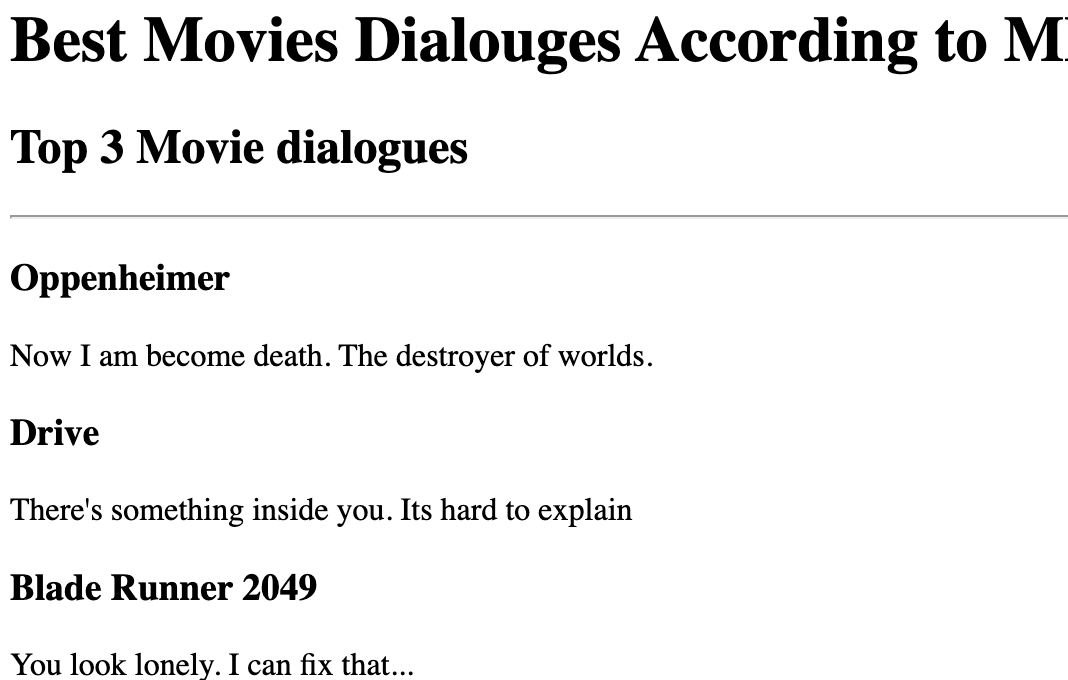 Best Movies Dialouges According to
Top 3 Movie dialogues
Oppenheimer
Now I am become death. The destroyer of worlds.
Drive
There's something inside you. Its hard to explain
Blade Runner 2049
You look lonely. I can fix that...